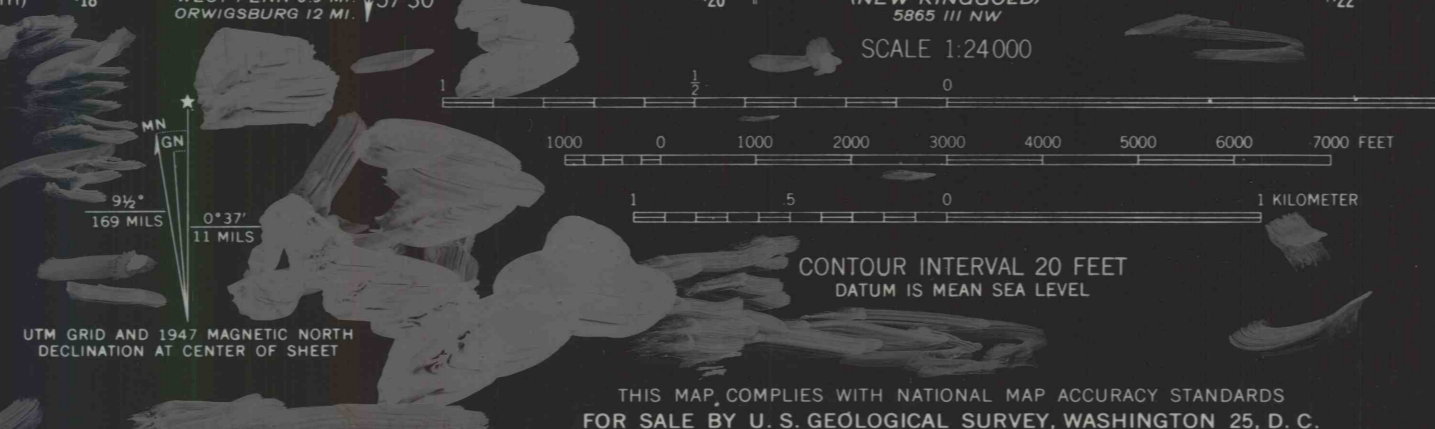 ORWIGSBURG 12 MI.
5865 III NW
SCALE 1:24000
1 1/2 0
MN
GN
1000 0 1000 2000 3000 4000 5000 6000 7000 FEET
9½°
169 MILS
0°37'
11 MILS
1 .5 0 1 KILOMETER
CONTOUR INTERVAL 20 FEET
DATUM IS MEAN SEA LEVEL
UTM GRID AND 1947 MAGNETIC NORTH
DECLINATION AT CENTER OF SHEET
THIS MAP COMPLIES WITH NATIONAL MAP ACCURACY STANDARDS
FOR SALE BY U. S. GEOLOGICAL SURVEY, WASHINGTON 25, D. C.